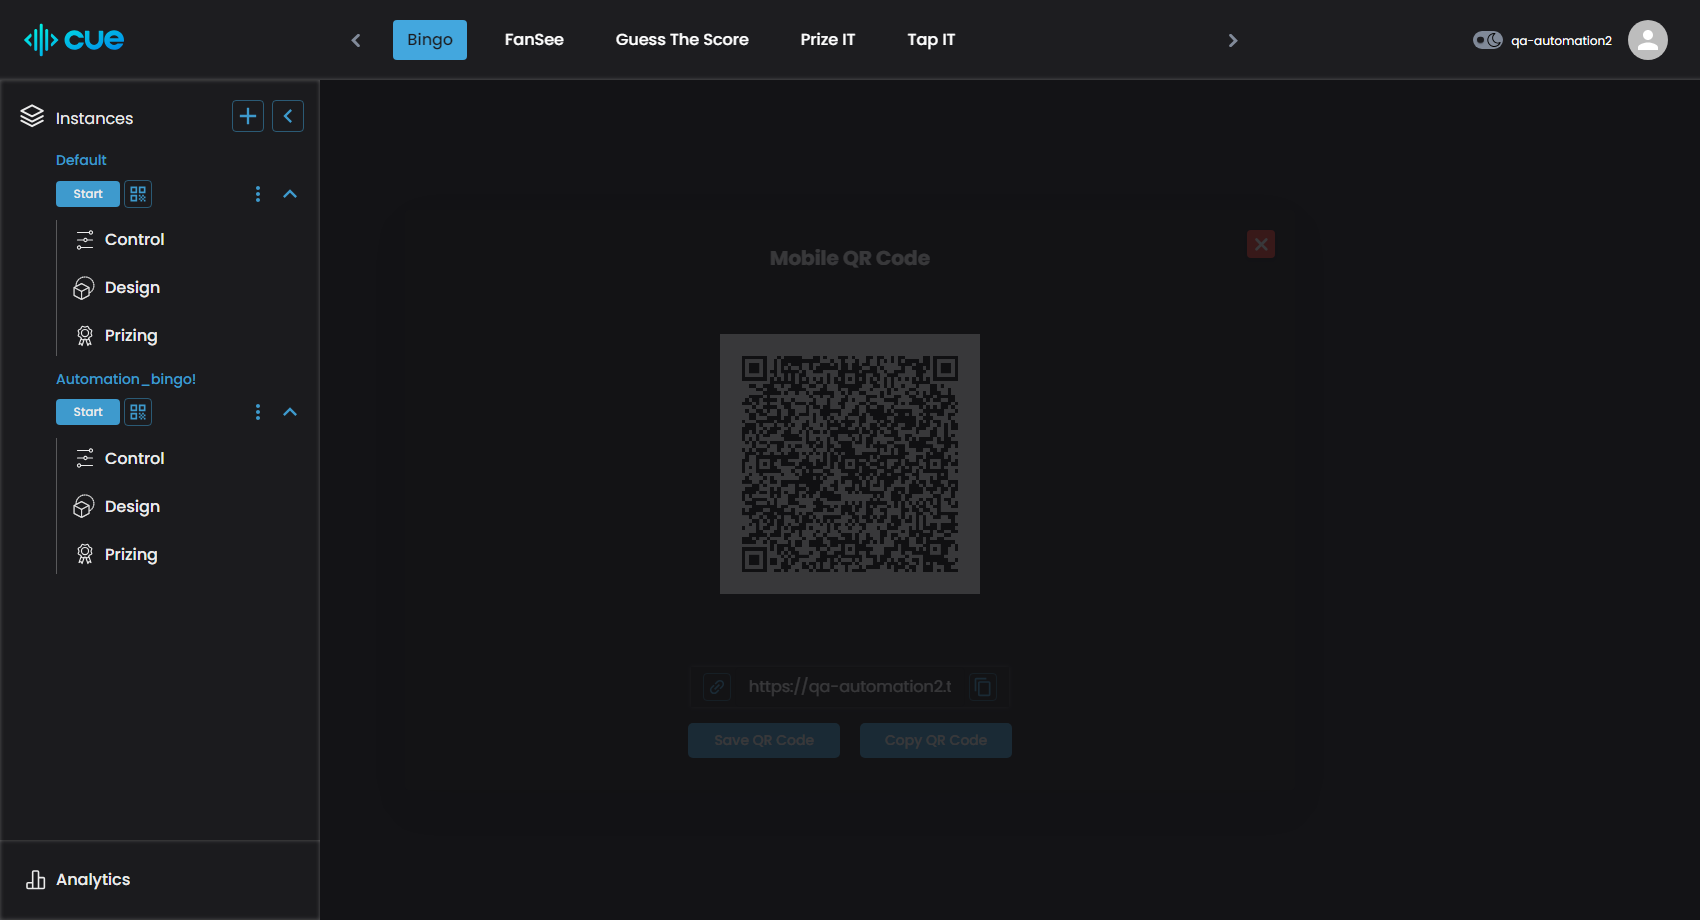 cue
Bingo
FanSee
Guess The Score
Prize IT
Tap IT
qa-automation2
Instances
Default
Start
Control
Design
Prizing
Automation_bingo!
Start
Control
Design
Prizing
Analytics
Mobile QR Code
https://qa-automation2.t
Save QR Code
Copy QR Code